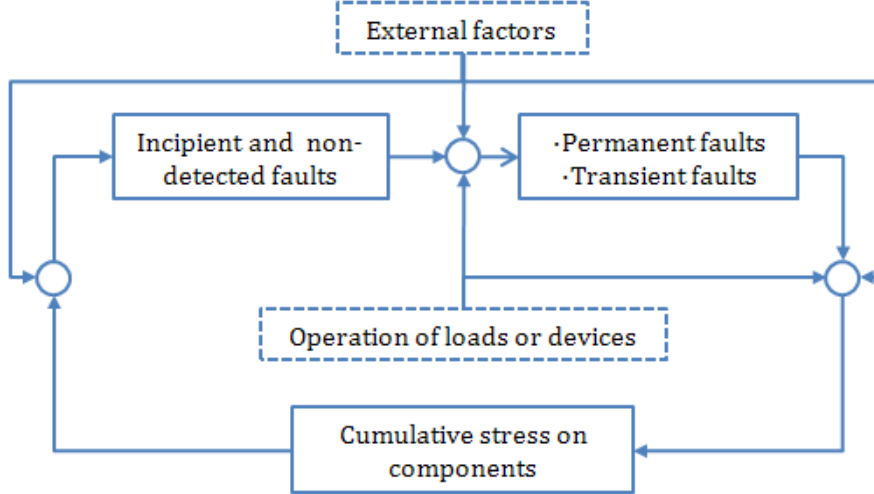 External factors
Incipient and non-
detected faults
·Permanent faults
·Transient faults
Operation of loads or devices
Cumulative stress on
components